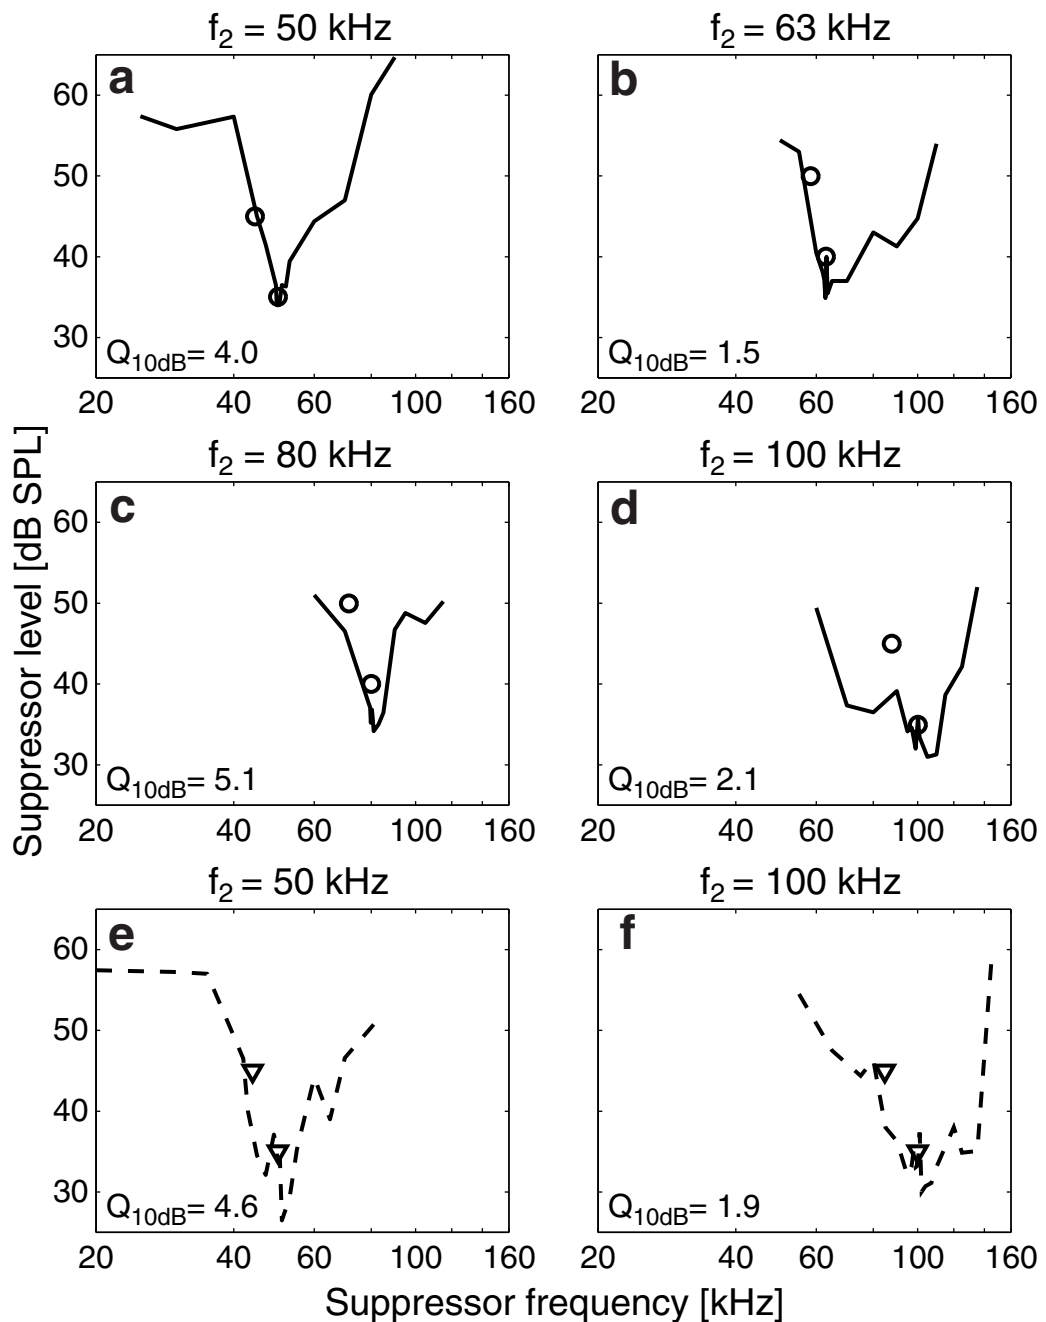 f2 = 50 kHz
f2 = 63 kHz
a
b
60
50
40
30
Q10dB= 4.0
Q10dB= 1.5
20 40 60 100 160
20 40 60 100 160
f2 = 80 kHz
f2 = 100 kHz
c
d
60
50
40
30
Q10dB= 5.1
Q10dB= 2.1
20 40 60 100 160
20 40 60 100 160
Suppressor level [dB SPL]
f2 = 50 kHz
f2 = 100 kHz
e
f
60
50
40
30
Q10dB= 4.6
Q10dB= 1.9
20 40 60 100 160
20 40 60 100 160
Suppressor frequency [kHz]